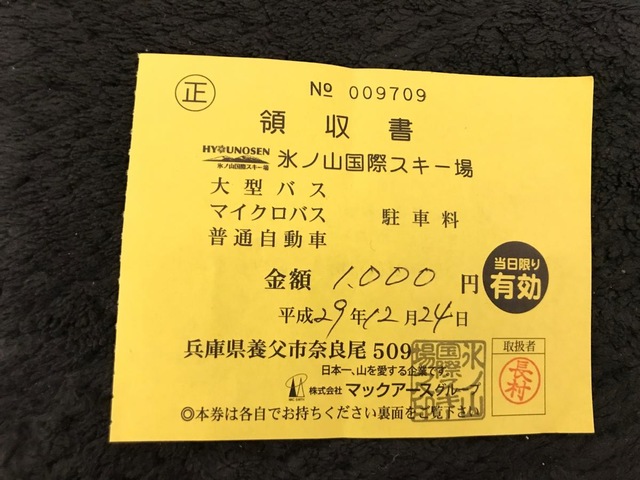 正
№ 009709
領収書
HYOUNOSEN
氷ノ山国際スキー場
氷ノ山国際スキー場
大型バス
マイクロバス 駐車料
普通自動車
金額 1,000 円
当日限り
有効
平成29年12月24日
兵庫県養父市奈良尾509
取扱者
長村
日本一、山を愛する企業です。
株式会社マックアースグループ
◎本券は各自でお持ちください裏面をご覧下さい